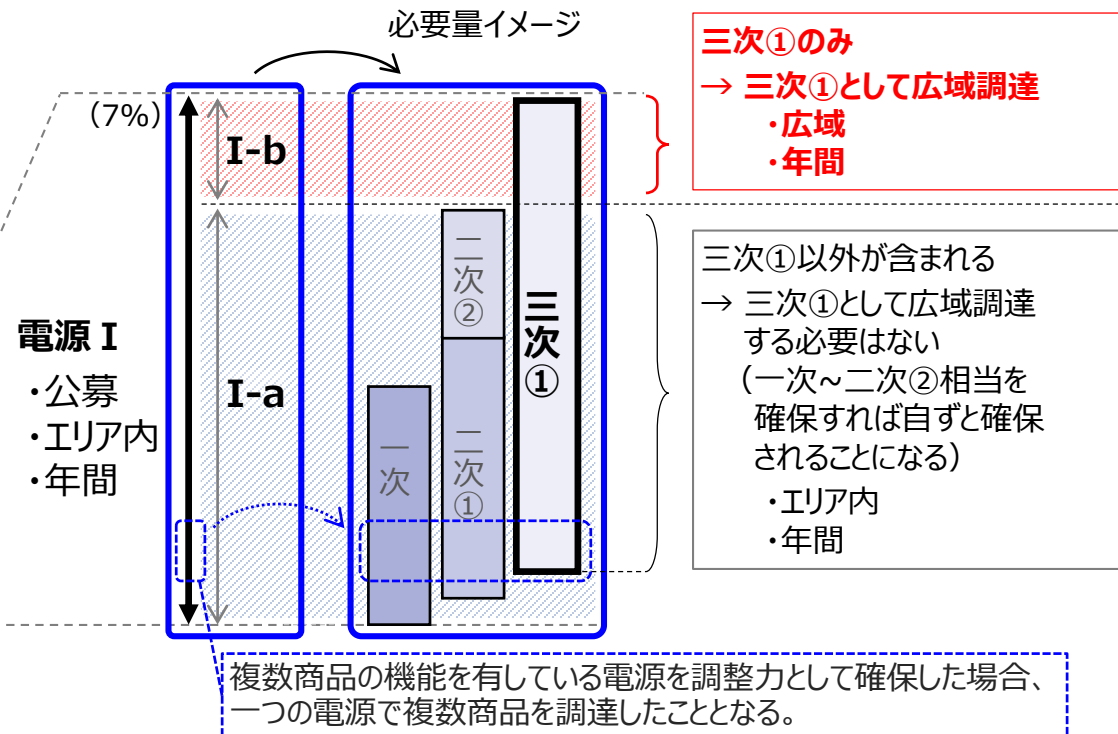 必要量イメージ
(7%)
I-b
I-a
電源Ⅰ
・公募
・エリア内
・年間
一次
二次②
二次①
三次①
三次①のみ
→ 三次①として広域調達
・広域
・年間
三次①以外が含まれる
→ 三次①として広域調達
する必要はない
（一次~二次②相当を
確保すれば自ずと確保
されることになる）
・エリア内
・年間
複数商品の機能を有している電源を調整力として確保した場合、
一つの電源で複数商品を調達したこととなる。